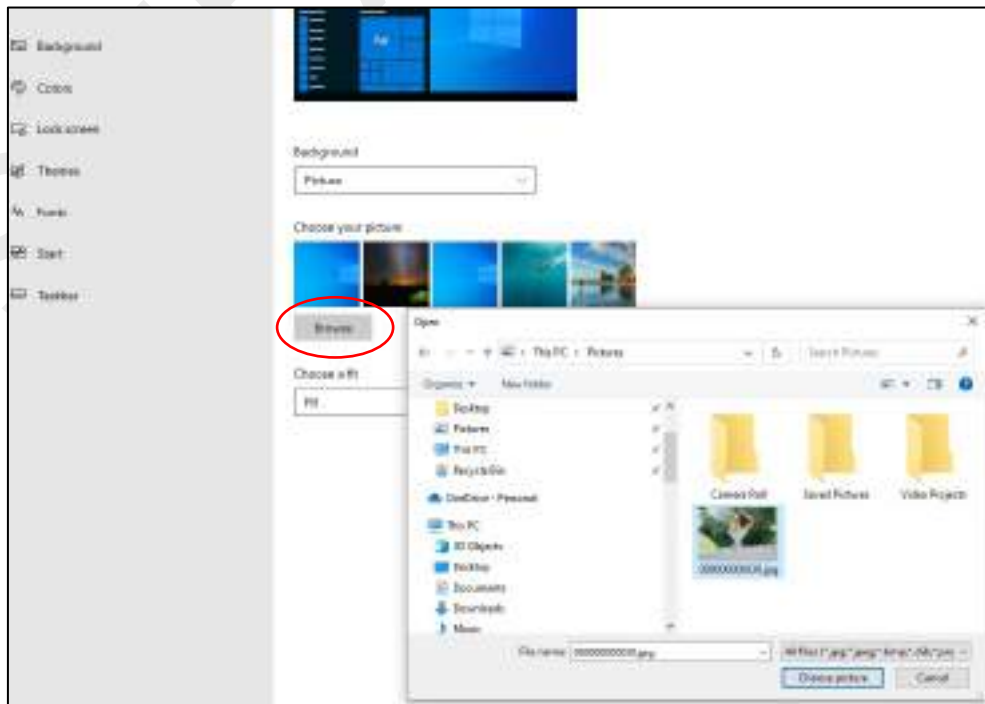 Background
Colors
Lock screen
Themes
Fonts
Start
Taskbar
Background
Picture
Choose your picture
Browse
Choose a fit
Fill
Open
This PC › Pictures
Search Pictures
Organize
New folder
Desktop
Pictures
This PC
Recycle Bin
OneDrive - Personal
This PC
3D Objects
Desktop
Documents
Downloads
Music
Camera Roll
Saved Pictures
Video Projects
File name:
Choose picture
Cancel